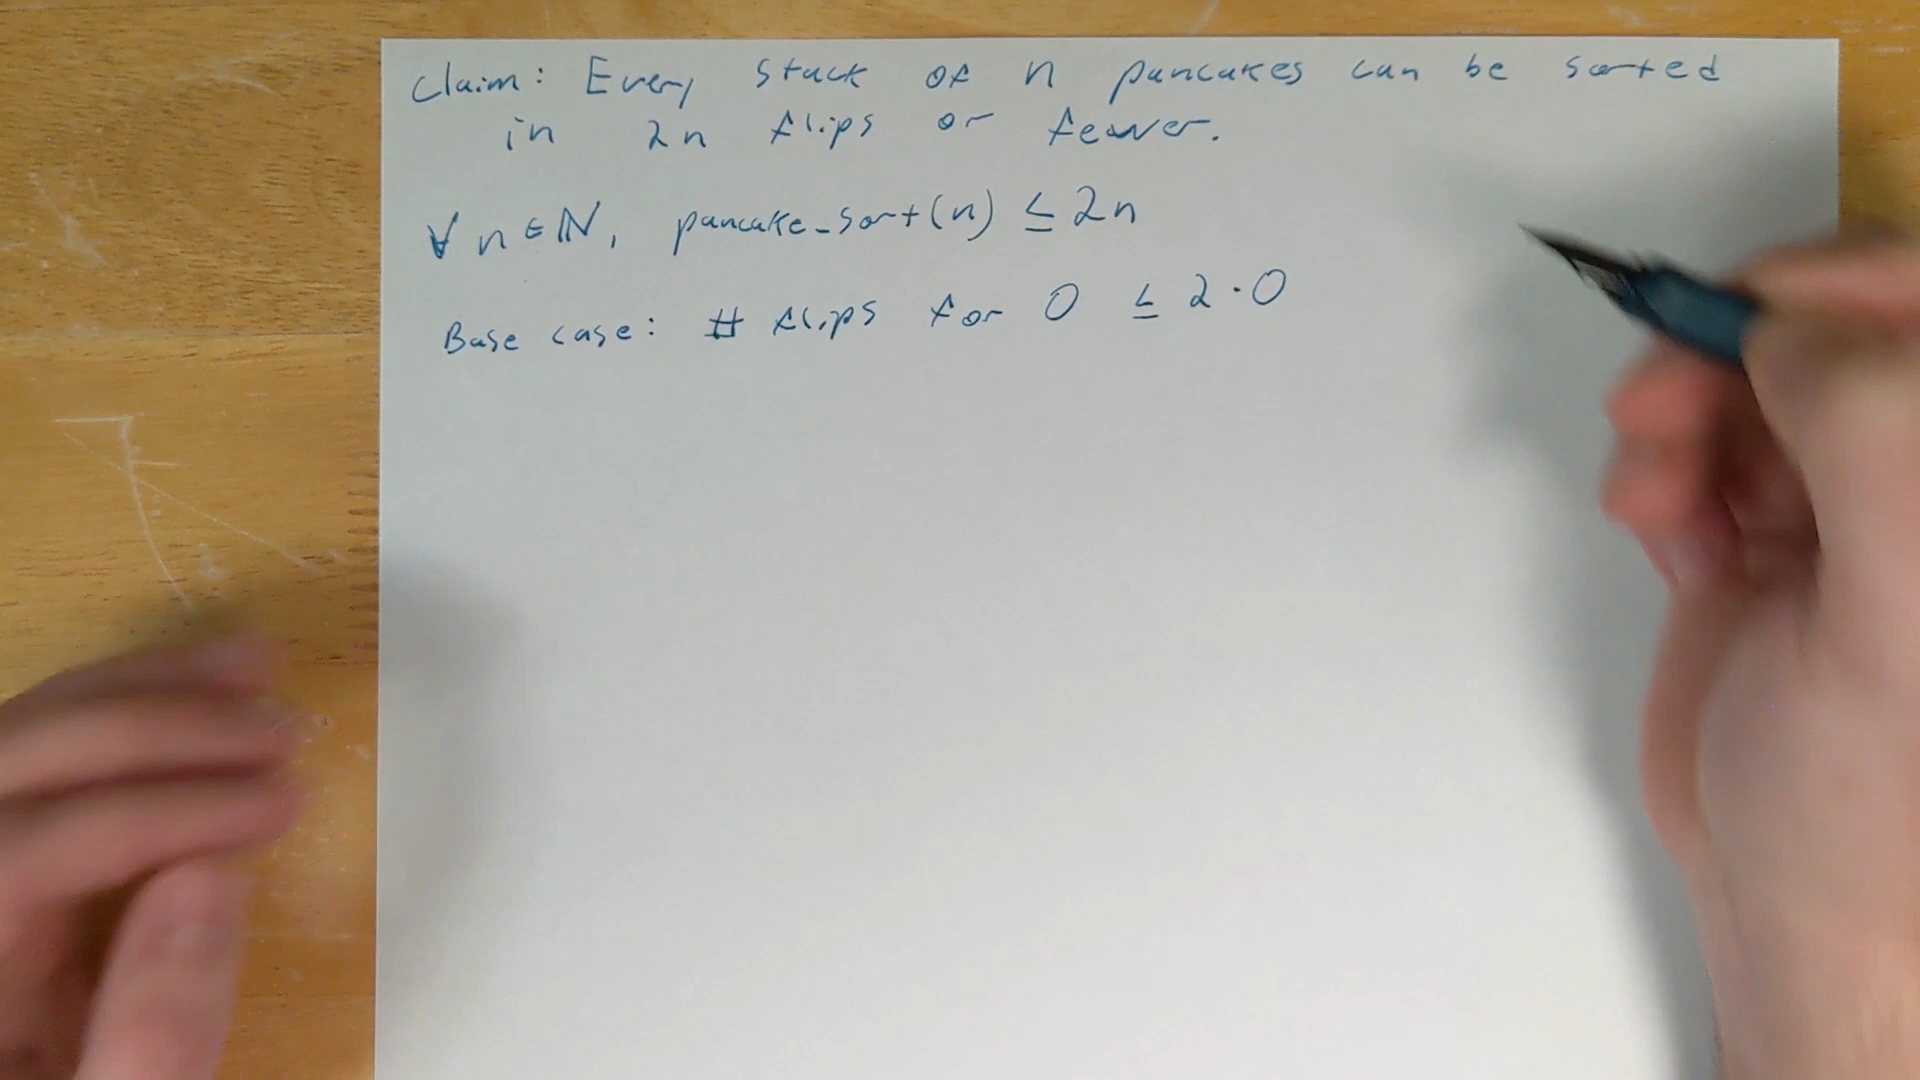 Claim: Every stack of n pancakes can be sorted
in 2n flips or fewer.
∀ n ∈ ℕ, pancake_sort(n) ≤ 2n
Base case: # flips for 0 ≤ 2·0